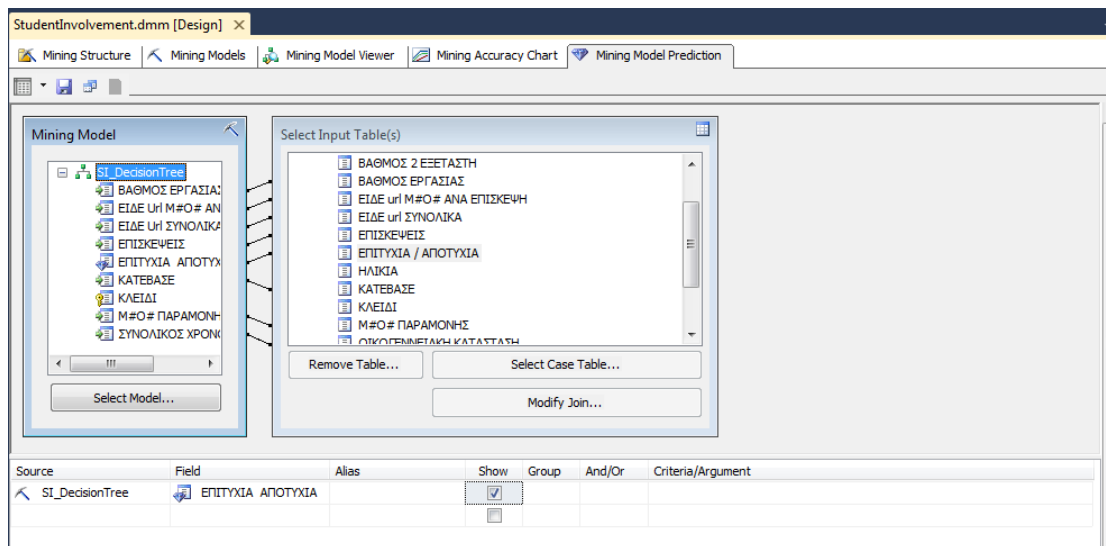 StudentInvolvement.dmm [Design]
Mining Structure Mining Models Mining Model Viewer Mining Accuracy Chart Mining Model Prediction
Mining Model
SI_DecisionTree
ΒΑΘΜΟΣ ΕΡΓΑΣΙΑΣ
ΕΙΔΕ Url Μ#Ο# ΑΝ
ΕΙΔΕ Url ΣΥΝΟΛΙΚΑ
ΕΠΙΣΚΕΨΕΙΣ
ΕΠΙΤΥΧΙΑ ΑΠΟΤΥΧ
ΚΑΤΕΒΑΣΕ
ΚΛΕΙΔΙ
Μ#Ο# ΠΑΡΑΜΟΝΗ
ΣΥΝΟΛΙΚΟΣ ΧΡΟΝΟ
Select Model...
Select Input Table(s)
ΒΑΘΜΟΣ 2 ΕΞΕΤΑΣΤΗ
ΒΑΘΜΟΣ ΕΡΓΑΣΙΑΣ
ΕΙΔΕ url Μ#Ο# ΑΝΑ ΕΠΙΣΚΕΨΗ
ΕΙΔΕ url ΣΥΝΟΛΙΚΑ
ΕΠΙΣΚΕΨΕΙΣ
ΕΠΙΤΥΧΙΑ / ΑΠΟΤΥΧΙΑ
ΗΛΙΚΙΑ
ΚΑΤΕΒΑΣΕ
ΚΛΕΙΔΙ
Μ#Ο# ΠΑΡΑΜΟΝΗΣ
ΟΙΚΟΓΕΝΝΕΙΑΚΗ ΚΑΤΑΣΤΑΣΗ
Remove Table... Select Case Table...
Modify Join...
Source Field Alias Show Group And/Or Criteria/Argument
SI_DecisionTree ΕΠΙΤΥΧΙΑ ΑΠΟΤΥΧΙΑ